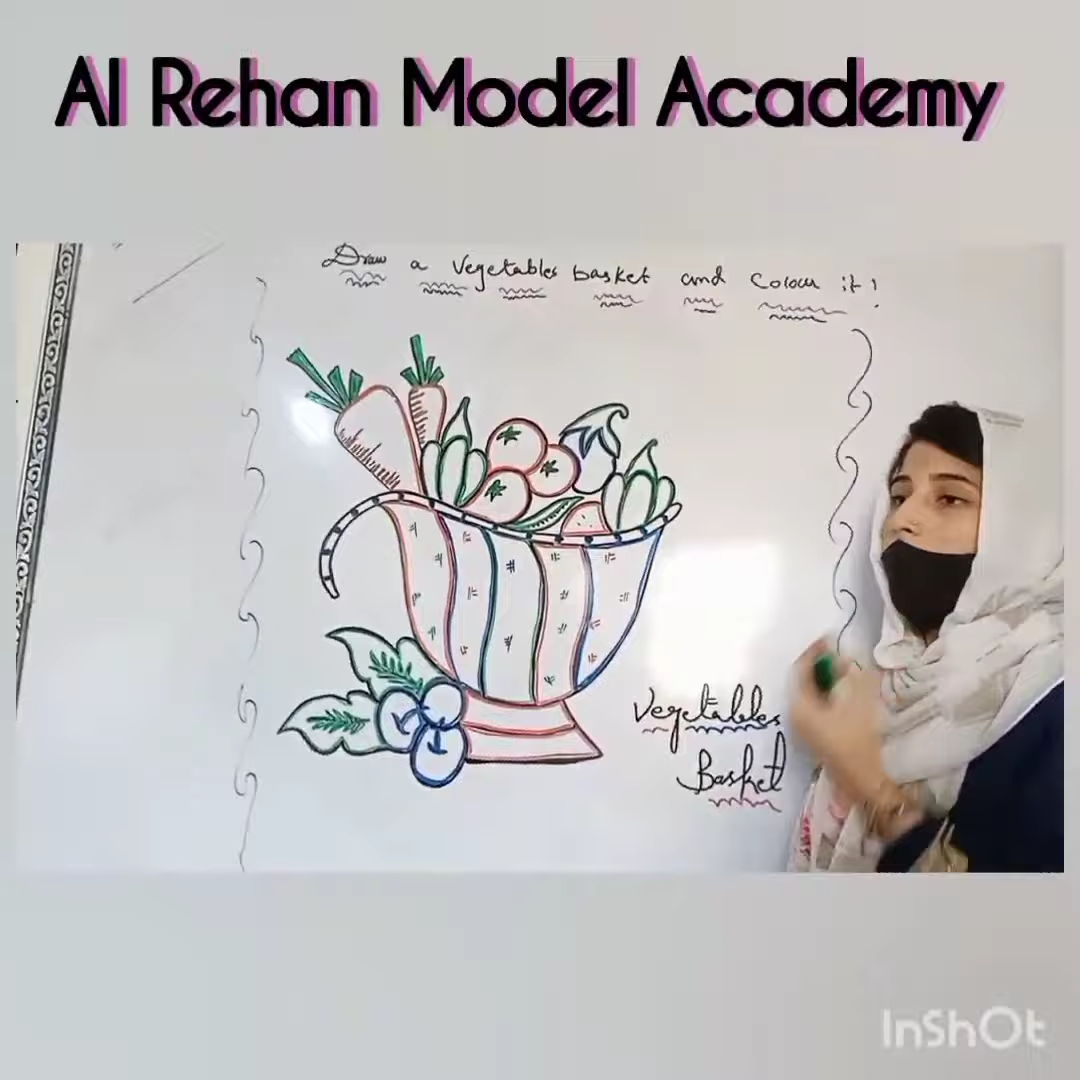 Al Rehan Model Academy
Draw a Vegetables basket and Colour it!
Vegetables
Basket
InShOt